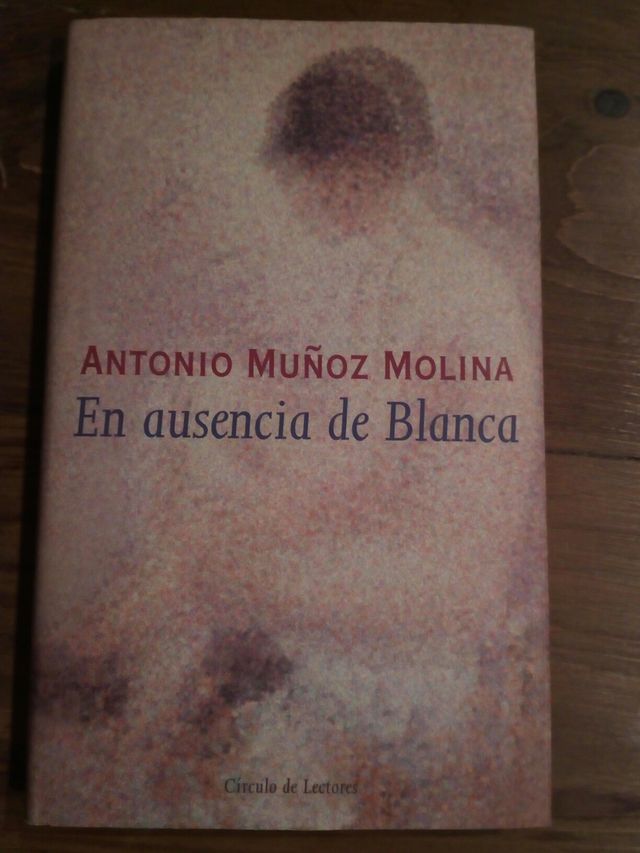 ANTONIO MUÑOZ MOLINA
En ausencia de Blanca
Círculo de Lectores